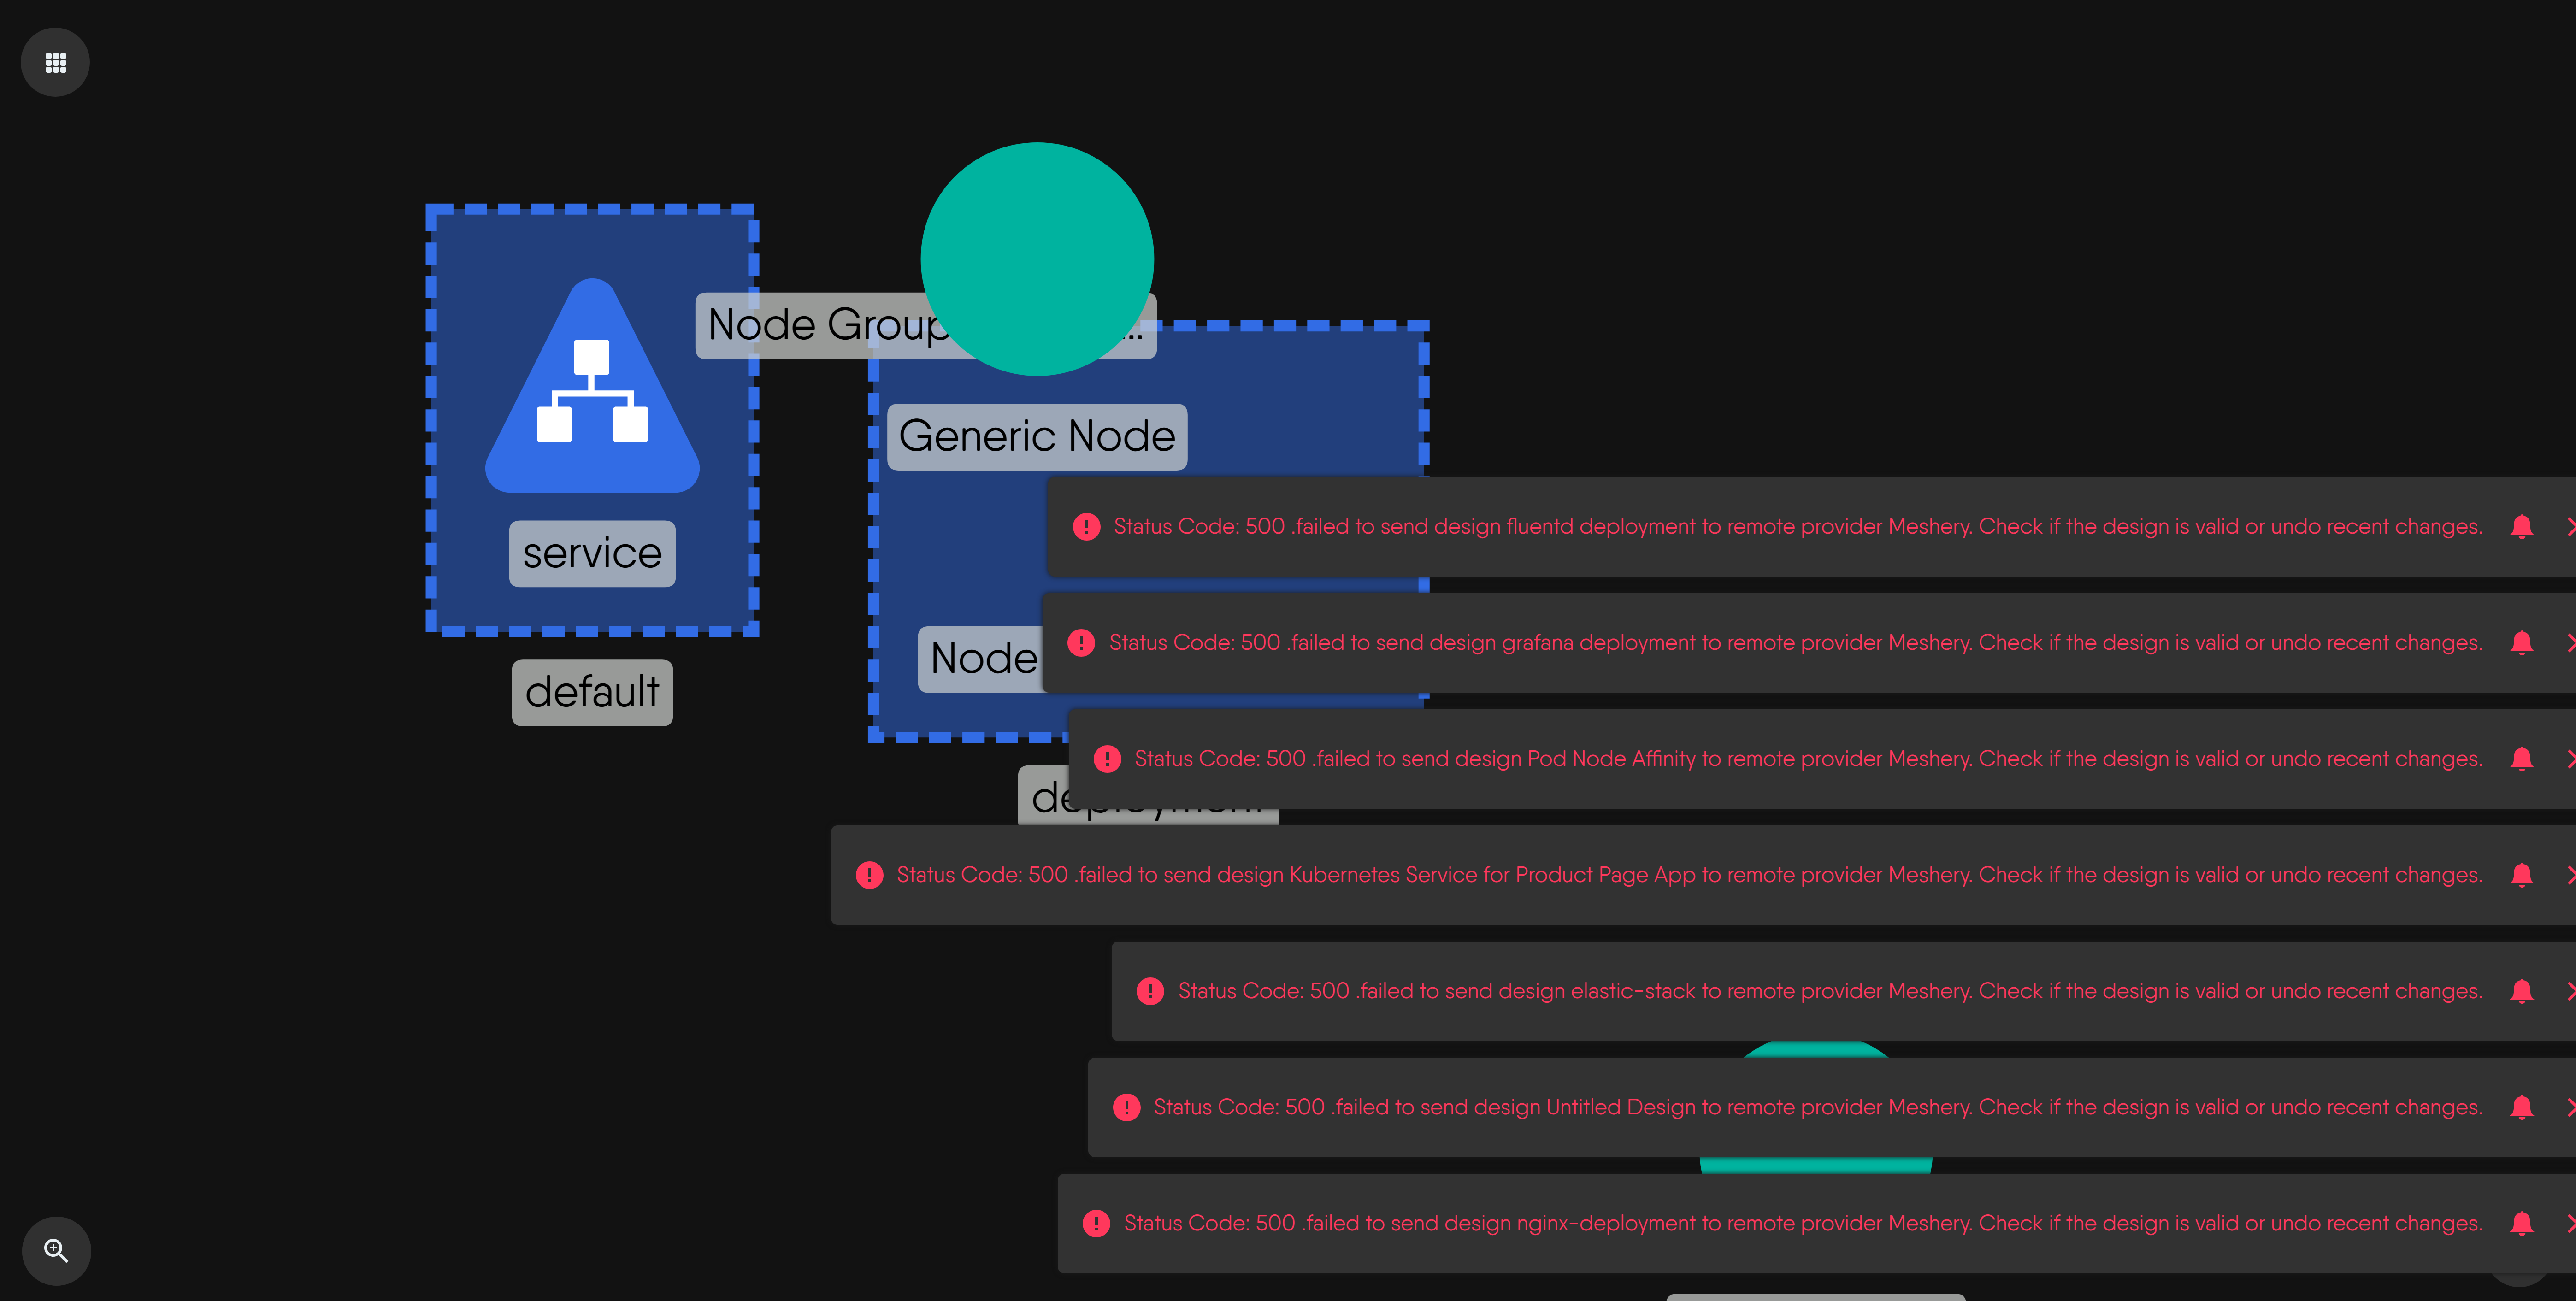 Node Group
...
Generic Node
service
Status Code: 500 .failed to send design fluentd deployment to remote provider Meshery. Check if the design is valid or undo recent changes.
Status Code: 500 .failed to send design grafana deployment to remote provider Meshery. Check if the design is valid or undo recent changes.
Node
default
Status Code: 500 .failed to send design Pod Node Affinity to remote provider Meshery. Check if the design is valid or undo recent changes.
deployment
Status Code: 500 .failed to send design Kubernetes Service for Product Page App to remote provider Meshery. Check if the design is valid or undo recent changes.
Status Code: 500 .failed to send design elastic-stack to remote provider Meshery. Check if the design is valid or undo recent changes.
Status Code: 500 .failed to send design Untitled Design to remote provider Meshery. Check if the design is valid or undo recent changes.
Status Code: 500 .failed to send design nginx-deployment to remote provider Meshery. Check if the design is valid or undo recent changes.